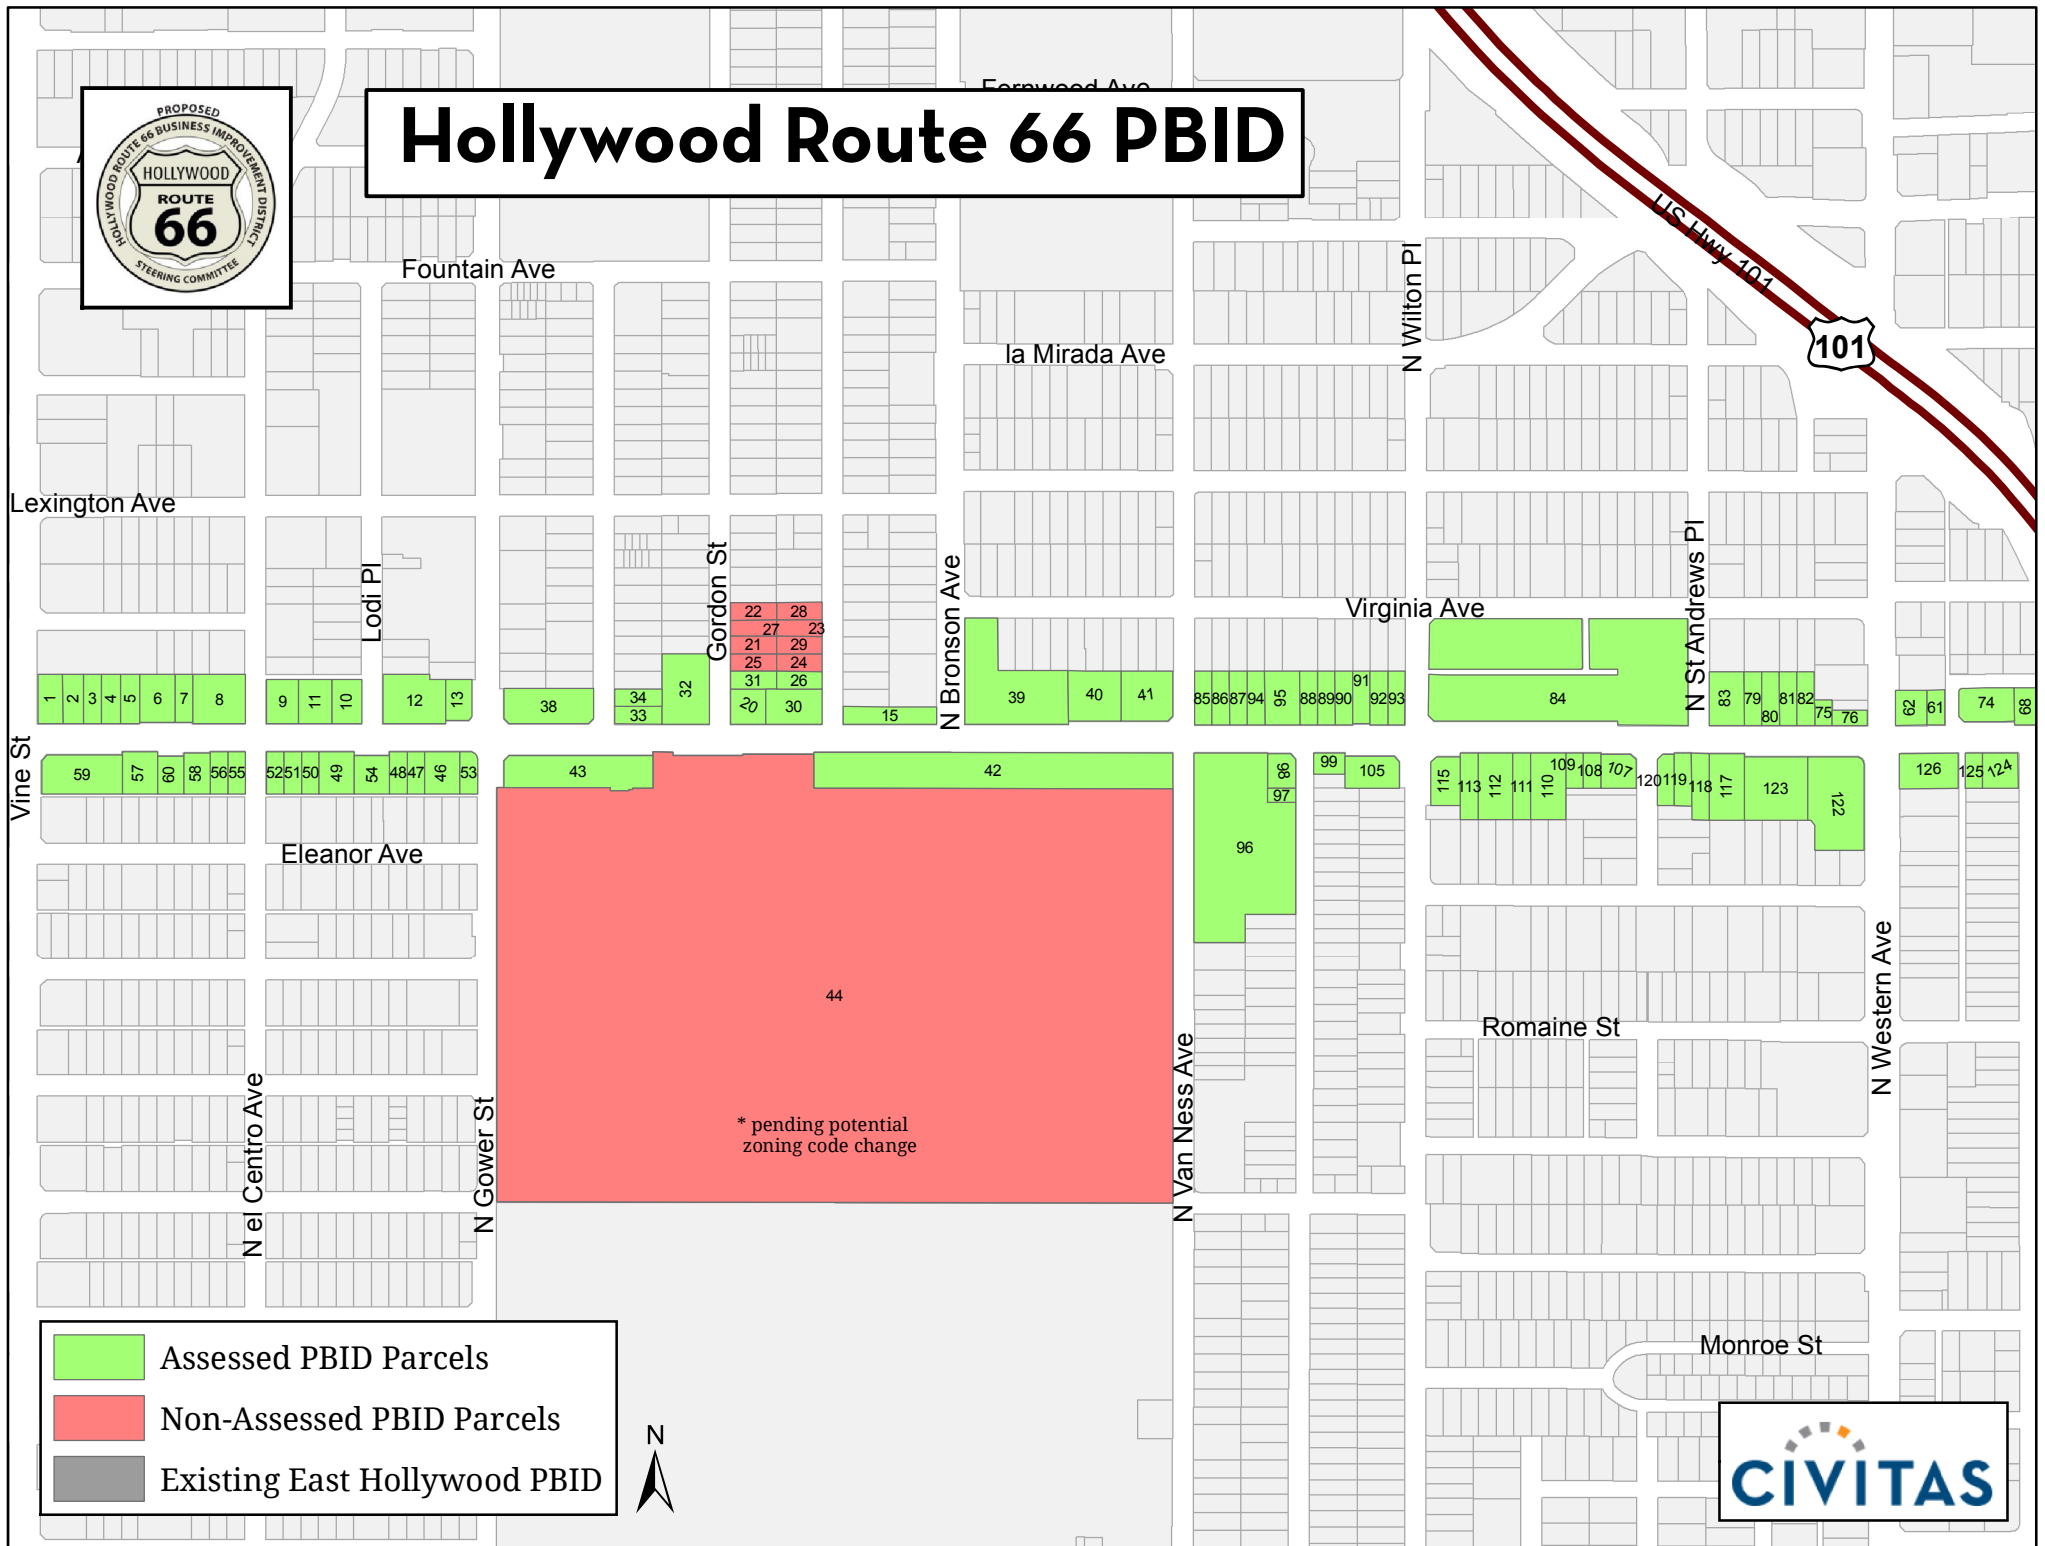 Fernwood Ave
Hollywood Route 66 PBID
PROPOSED
HOLLYWOOD ROUTE 66 BUSINESS IMPROVEMENT DISTRICT
HOLLYWOOD
ROUTE
66
STEERING COMMITTEE
US Hwy 101
101
Fountain Ave
N Wilton Pl
la Mirada Ave
Lexington Ave
Lodi Pl
Gordon St
N Bronson Ave
Virginia Ave
N St Andrews Pl
22 28
27 23
21 29
25 24
31 26
20 30
1 2 3 4 5 6 7 8 9 11 10 12 13 38 34 33 32 15 39 40 41 85 86 87 94 95 88 89 90 91 92 93 84 83 79 80 81 82 75 76 62 61 74 68
Vine St
59 57 60 58 56 55 52 51 50 49 54 48 47 46 53 43 42 98 97 96 99 105 115 113 112 111 110 109 108 107 120 119 118 117 123 122 126 125 124
Eleanor Ave
44
N Western Ave
Romaine St
N el Centro Ave
N Gower St
N Van Ness Ave
* pending potential
zoning code change
Monroe St
Assessed PBID Parcels
Non-Assessed PBID Parcels
Existing East Hollywood PBID
N
CIVITAS